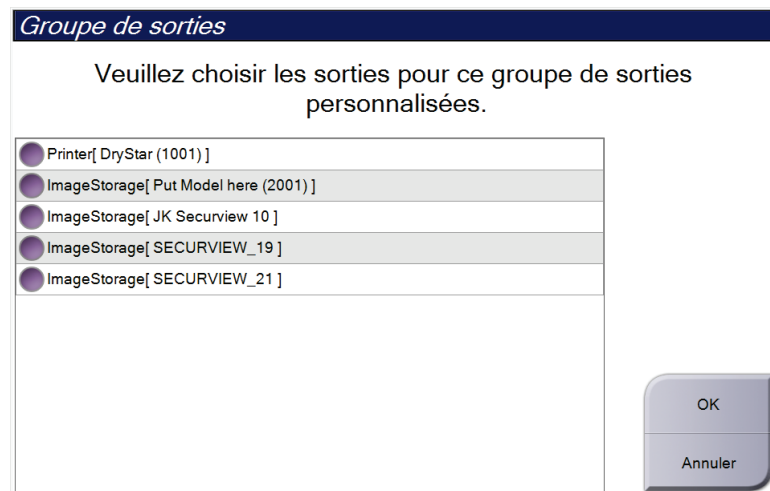 Groupe de sorties
Veuillez choisir les sorties pour ce groupe de sorties
personnalisées.
Printer[ DryStar (1001) ]
ImageStorage[ Put Model here (2001) ]
ImageStorage[ JK Securview 10 ]
ImageStorage[ SECURVIEW_19 ]
ImageStorage[ SECURVIEW_21 ]
OK
Annuler